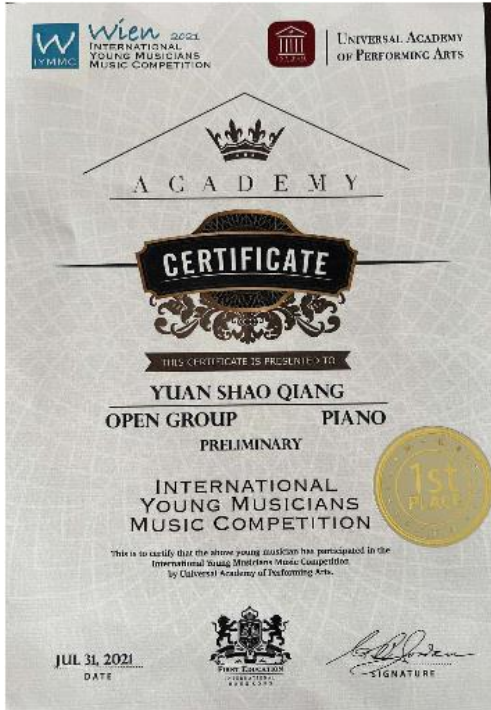 W Wien 2021
IYMMC INTERNATIONAL
YOUNG MUSICIANS
MUSIC COMPETITION
UNIVERSAL ACADEMY
OF PERFORMING ARTS
ACADEMY
CERTIFICATE
THIS CERTIFICATE IS PRESENTED TO
YUAN SHAO QIANG
OPEN GROUP PIANO
PRELIMINARY
1st
PLACE
INTERNATIONAL
YOUNG MUSICIANS
MUSIC COMPETITION
This is to certify that the above young musician has participated in the
International Young Musicians Music Competition
by Universal Academy of Performing Arts.
FIRST EDUCATION
INTERNATIONAL
HONG KONG
JUL 31, 2021
DATE
SIGNATURE